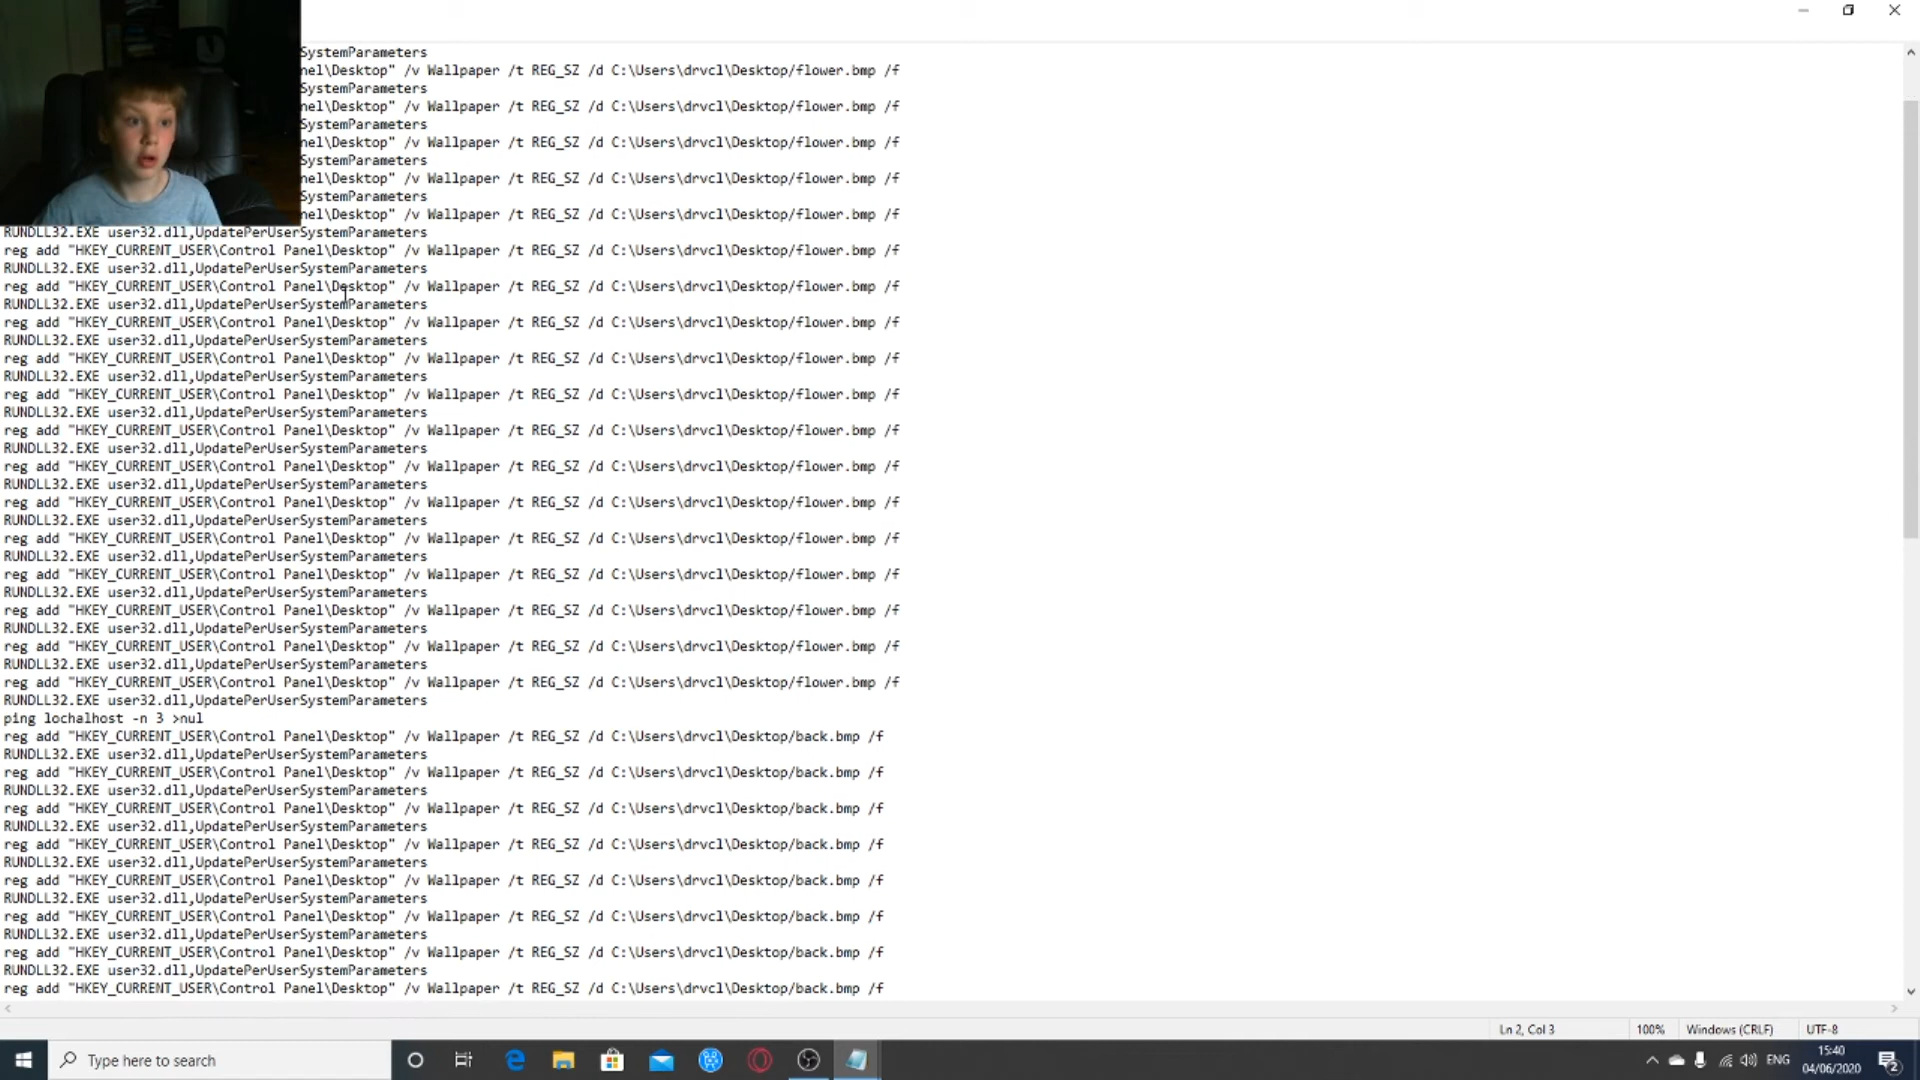 SystemParameters
nel\Desktop" /v Wallpaper /t REG_SZ /d C:\Users\drvcl\Desktop/flower.bmp /f
SystemParameters
nel\Desktop" /v Wallpaper /t REG_SZ /d C:\Users\drvcl\Desktop/flower.bmp /f
SystemParameters
nel\Desktop" /v Wallpaper /t REG_SZ /d C:\Users\drvcl\Desktop/flower.bmp /f
SystemParameters
nel\Desktop" /v Wallpaper /t REG_SZ /d C:\Users\drvcl\Desktop/flower.bmp /f
SystemParameters
nel\Desktop" /v Wallpaper /t REG_SZ /d C:\Users\drvcl\Desktop/flower.bmp /f
RUNDLL32.EXE user32.dll,UpdatePerUserSystemParameters
reg add "HKEY_CURRENT_USER\Control Panel\Desktop" /v Wallpaper /t REG_SZ /d C:\Users\drvcl\Desktop/flower.bmp /f
RUNDLL32.EXE user32.dll,UpdatePerUserSystemParameters
reg add "HKEY_CURRENT_USER\Control Panel\Desktop" /v Wallpaper /t REG_SZ /d C:\Users\drvcl\Desktop/flower.bmp /f
RUNDLL32.EXE user32.dll,UpdatePerUserSystemParameters
reg add "HKEY_CURRENT_USER\Control Panel\Desktop" /v Wallpaper /t REG_SZ /d C:\Users\drvcl\Desktop/flower.bmp /f
RUNDLL32.EXE user32.dll,UpdatePerUserSystemParameters
reg add "HKEY_CURRENT_USER\Control Panel\Desktop" /v Wallpaper /t REG_SZ /d C:\Users\drvcl\Desktop/flower.bmp /f
RUNDLL32.EXE user32.dll,UpdatePerUserSystemParameters
reg add "HKEY_CURRENT_USER\Control Panel\Desktop" /v Wallpaper /t REG_SZ /d C:\Users\drvcl\Desktop/flower.bmp /f
RUNDLL32.EXE user32.dll,UpdatePerUserSystemParameters
reg add "HKEY_CURRENT_USER\Control Panel\Desktop" /v Wallpaper /t REG_SZ /d C:\Users\drvcl\Desktop/flower.bmp /f
RUNDLL32.EXE user32.dll,UpdatePerUserSystemParameters
reg add "HKEY_CURRENT_USER\Control Panel\Desktop" /v Wallpaper /t REG_SZ /d C:\Users\drvcl\Desktop/flower.bmp /f
RUNDLL32.EXE user32.dll,UpdatePerUserSystemParameters
reg add "HKEY_CURRENT_USER\Control Panel\Desktop" /v Wallpaper /t REG_SZ /d C:\Users\drvcl\Desktop/flower.bmp /f
RUNDLL32.EXE user32.dll,UpdatePerUserSystemParameters
reg add "HKEY_CURRENT_USER\Control Panel\Desktop" /v Wallpaper /t REG_SZ /d C:\Users\drvcl\Desktop/flower.bmp /f
RUNDLL32.EXE user32.dll,UpdatePerUserSystemParameters
reg add "HKEY_CURRENT_USER\Control Panel\Desktop" /v Wallpaper /t REG_SZ /d C:\Users\drvcl\Desktop/flower.bmp /f
RUNDLL32.EXE user32.dll,UpdatePerUserSystemParameters
reg add "HKEY_CURRENT_USER\Control Panel\Desktop" /v Wallpaper /t REG_SZ /d C:\Users\drvcl\Desktop/flower.bmp /f
RUNDLL32.EXE user32.dll,UpdatePerUserSystemParameters
reg add "HKEY_CURRENT_USER\Control Panel\Desktop" /v Wallpaper /t REG_SZ /d C:\Users\drvcl\Desktop/flower.bmp /f
RUNDLL32.EXE user32.dll,UpdatePerUserSystemParameters
reg add "HKEY_CURRENT_USER\Control Panel\Desktop" /v Wallpaper /t REG_SZ /d C:\Users\drvcl\Desktop/flower.bmp /f
RUNDLL32.EXE user32.dll,UpdatePerUserSystemParameters
ping lochalhost -n 3 >nul
reg add "HKEY_CURRENT_USER\Control Panel\Desktop" /v Wallpaper /t REG_SZ /d C:\Users\drvcl\Desktop/back.bmp /f
RUNDLL32.EXE user32.dll,UpdatePerUserSystemParameters
reg add "HKEY_CURRENT_USER\Control Panel\Desktop" /v Wallpaper /t REG_SZ /d C:\Users\drvcl\Desktop/back.bmp /f
RUNDLL32.EXE user32.dll,UpdatePerUserSystemParameters
reg add "HKEY_CURRENT_USER\Control Panel\Desktop" /v Wallpaper /t REG_SZ /d C:\Users\drvcl\Desktop/back.bmp /f
RUNDLL32.EXE user32.dll,UpdatePerUserSystemParameters
reg add "HKEY_CURRENT_USER\Control Panel\Desktop" /v Wallpaper /t REG_SZ /d C:\Users\drvcl\Desktop/back.bmp /f
RUNDLL32.EXE user32.dll,UpdatePerUserSystemParameters
reg add "HKEY_CURRENT_USER\Control Panel\Desktop" /v Wallpaper /t REG_SZ /d C:\Users\drvcl\Desktop/back.bmp /f
RUNDLL32.EXE user32.dll,UpdatePerUserSystemParameters
reg add "HKEY_CURRENT_USER\Control Panel\Desktop" /v Wallpaper /t REG_SZ /d C:\Users\drvcl\Desktop/back.bmp /f
RUNDLL32.EXE user32.dll,UpdatePerUserSystemParameters
reg add "HKEY_CURRENT_USER\Control Panel\Desktop" /v Wallpaper /t REG_SZ /d C:\Users\drvcl\Desktop/back.bmp /f
RUNDLL32.EXE user32.dll,UpdatePerUserSystemParameters
reg add "HKEY_CURRENT_USER\Control Panel\Desktop" /v Wallpaper /t REG_SZ /d C:\Users\drvcl\Desktop/back.bmp /f
Ln 2, Col 3 100% Windows (CRLF) UTF-8
Type here to search
ENG
15:40
04/06/2020
2